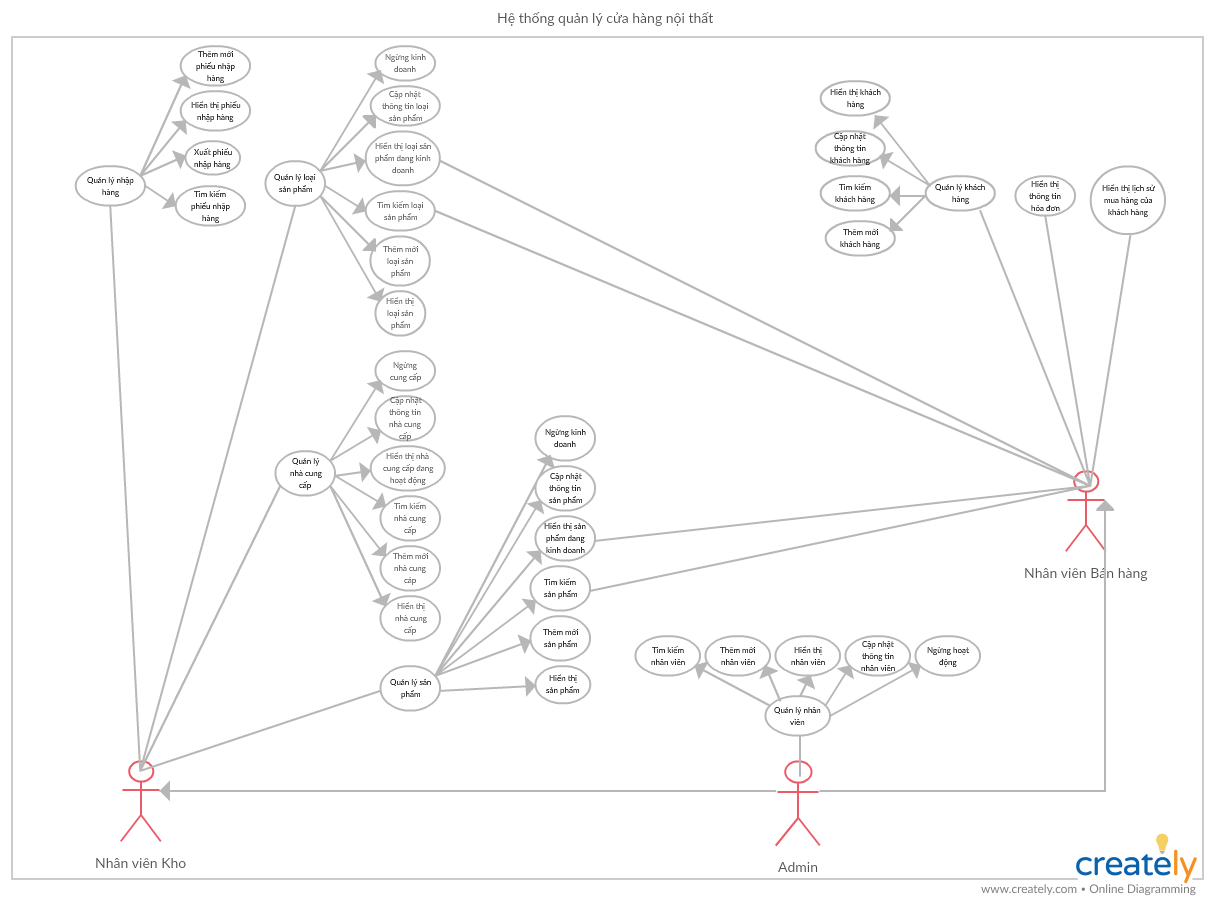 Hệ thống quản lý cửa hàng nội thất
Thêm mới
phiếu nhập
hàng
Hiển thị phiếu
nhập hàng
Xuất phiếu
nhập hàng
Tìm kiếm
phiếu nhập
hàng
Quản lý nhập
hàng
Ngừng kinh
doanh
Cập nhật
thông tin loại
sản phẩm
Hiển thị loại sản
phẩm đang kinh
doanh
Tìm kiếm loại
sản phẩm
Thêm mới
loại sản
phẩm
Hiển thị
loại sản
phẩm
Quản lý loại
sản phẩm
Hiển thị khách
hàng
Cập nhật
thông tin
khách hàng
Tìm kiếm
khách hàng
Thêm mới
khách hàng
Quản lý khách
hàng
Hiển thị
thông tin
hóa đơn
Hiển thị lịch sử
mua hàng của
khách hàng
Ngừng
cung cấp
Cập nhật
thông tin
nhà cung
cấp
Hiển thị nhà
cung cấp đang
hoạt động
Tìm kiếm
nhà cung
cấp
Thêm mới
nhà cung
cáp
Hiển thị
nhà cung
cấp
Quản lý
nhà cung
cấp
Ngừng kinh
doanh
Cập nhật
thông tin
sản phẩm
Hiển thị sản
phẩm đang
kinh doanh
Tìm kiếm
sản phẩm
Thêm mới
sản phẩm
Hiển thị
sản phẩm
Quản lý sản
phẩm
Nhân viên Bán hàng
Tìm kiếm
nhân viên
Thêm mới
nhân viên
Hiển thị
nhân viên
Cập nhật
thông tin
nhân viên
Ngừng hoạt
động
Quản lý nhân
viên
Nhân viên Kho
Admin
creately
www.creately.com • Online Diagramming